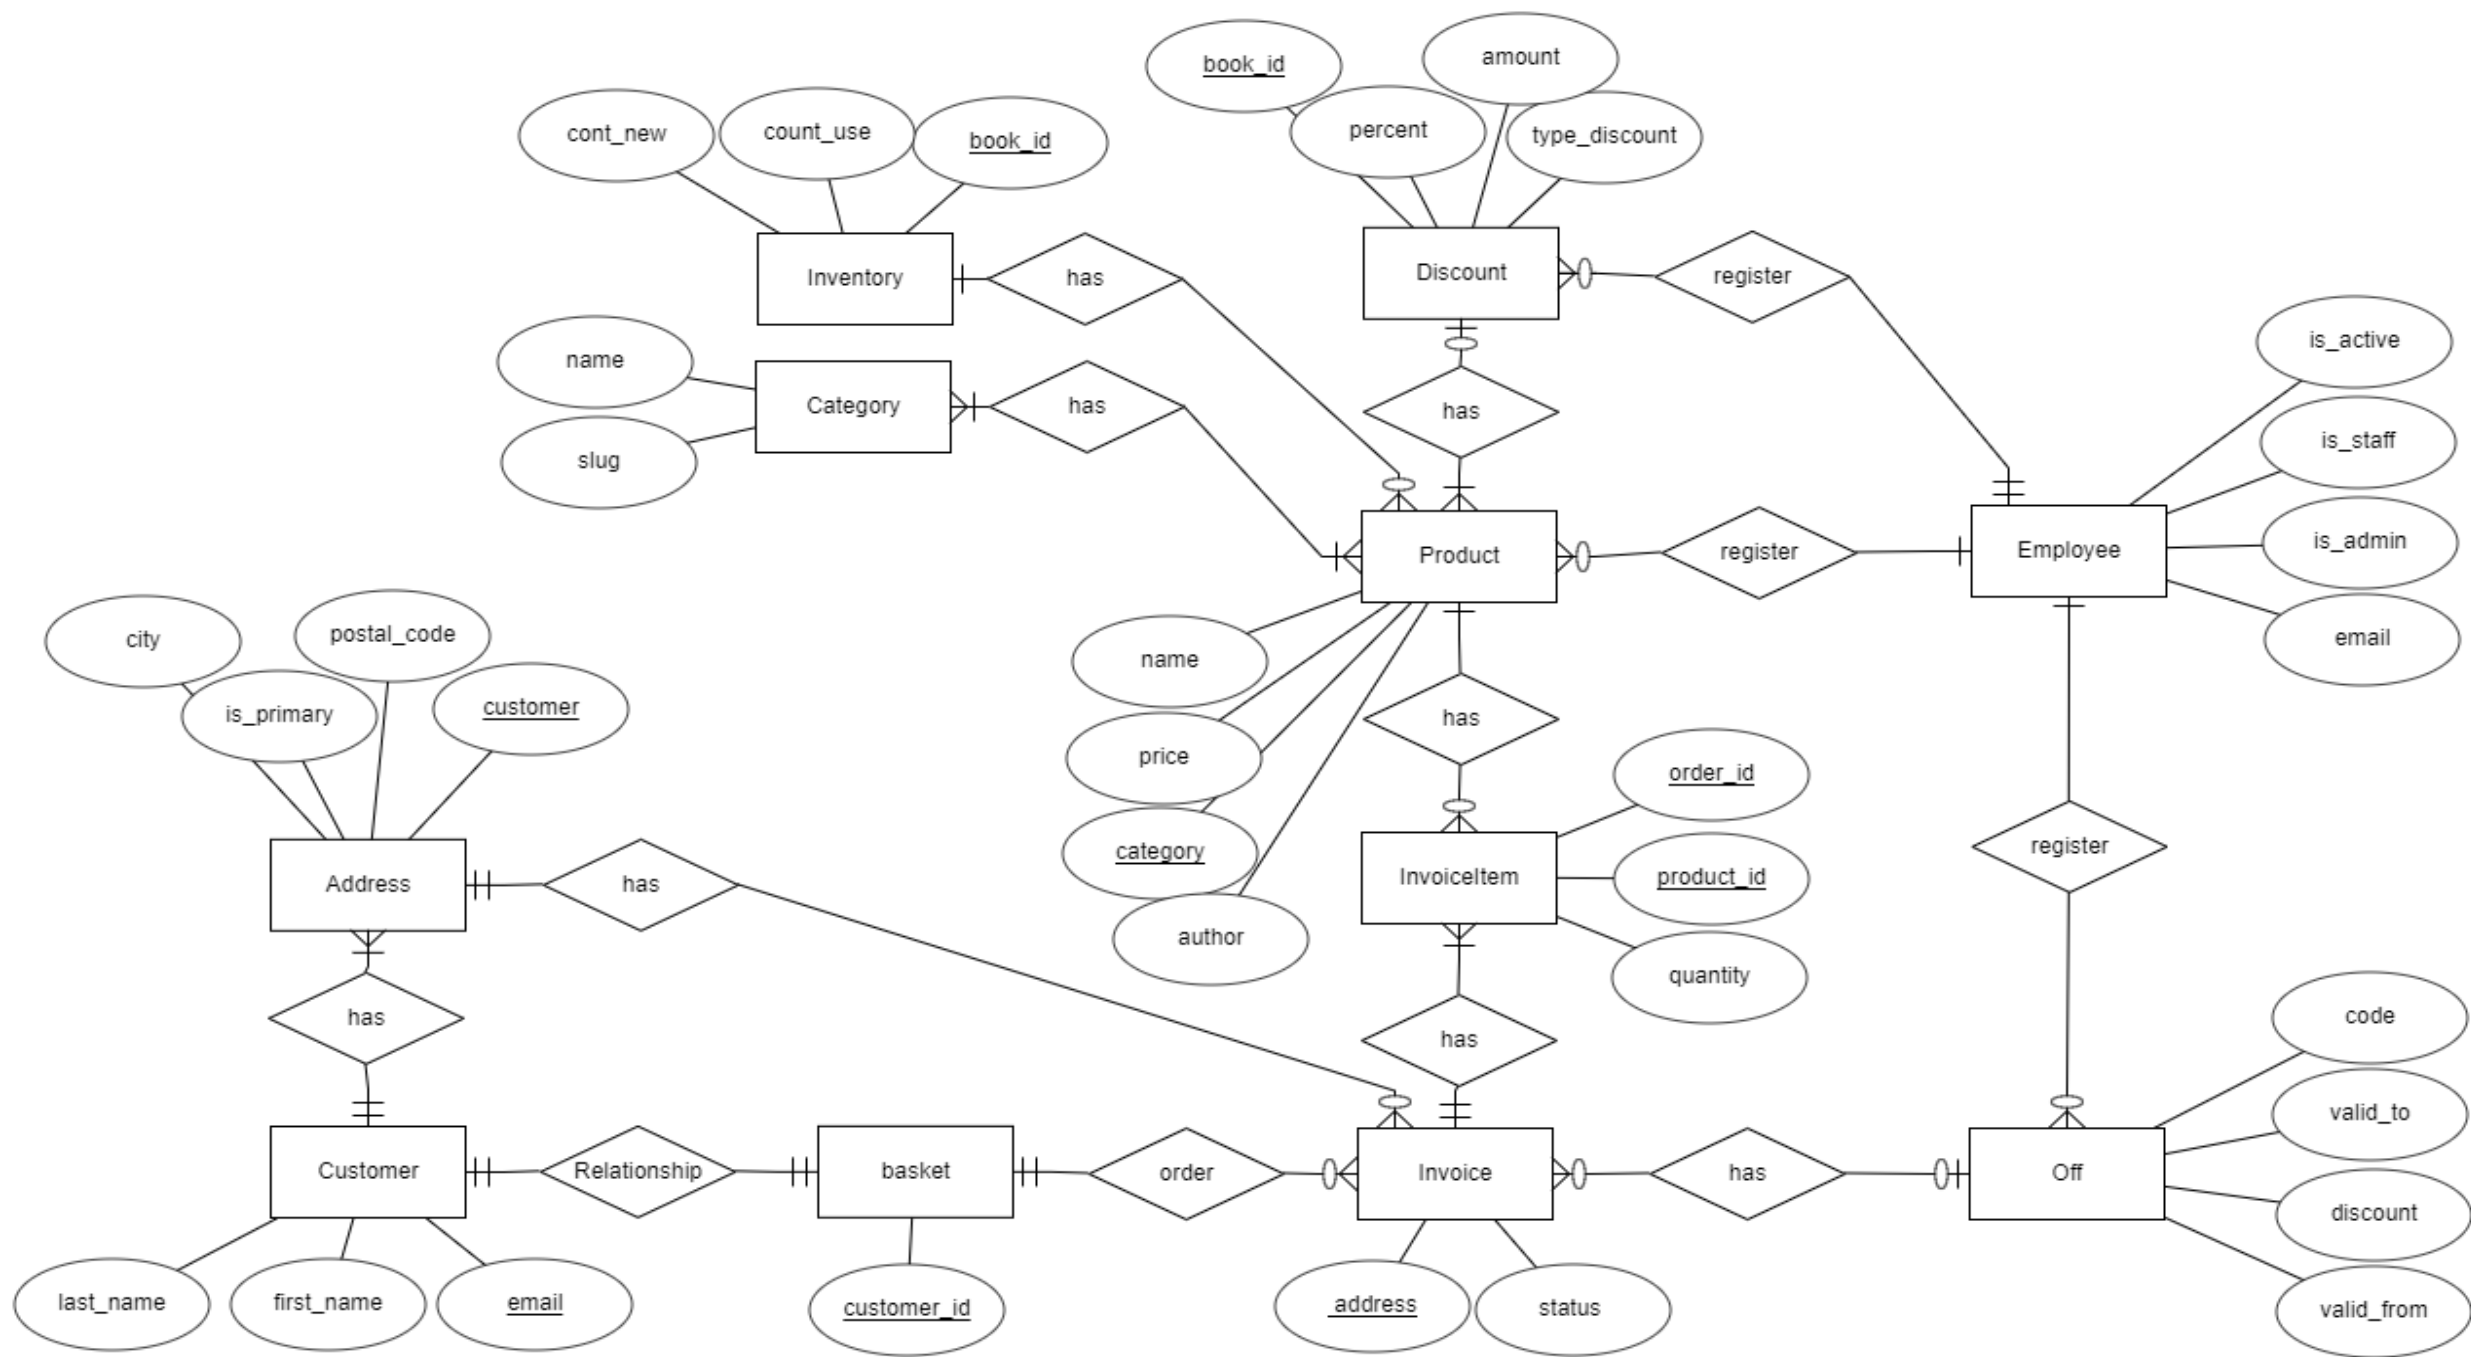 book_id
amount
percent
type_discount
cont_new
count_use
book_id
Inventory
has
Discount
register
name
Category
has
has
slug
is_active
is_staff
Product
register
Employee
is_admin
email
city
postal_code
is_primary
customer
name
has
price
order_id
category
InvoiceItem
product_id
author
quantity
Address
has
register
has
has
code
valid_to
Customer
Relationship
basket
order
Invoice
has
Off
discount
last_name
first_name
email
customer_id
address
status
valid_from